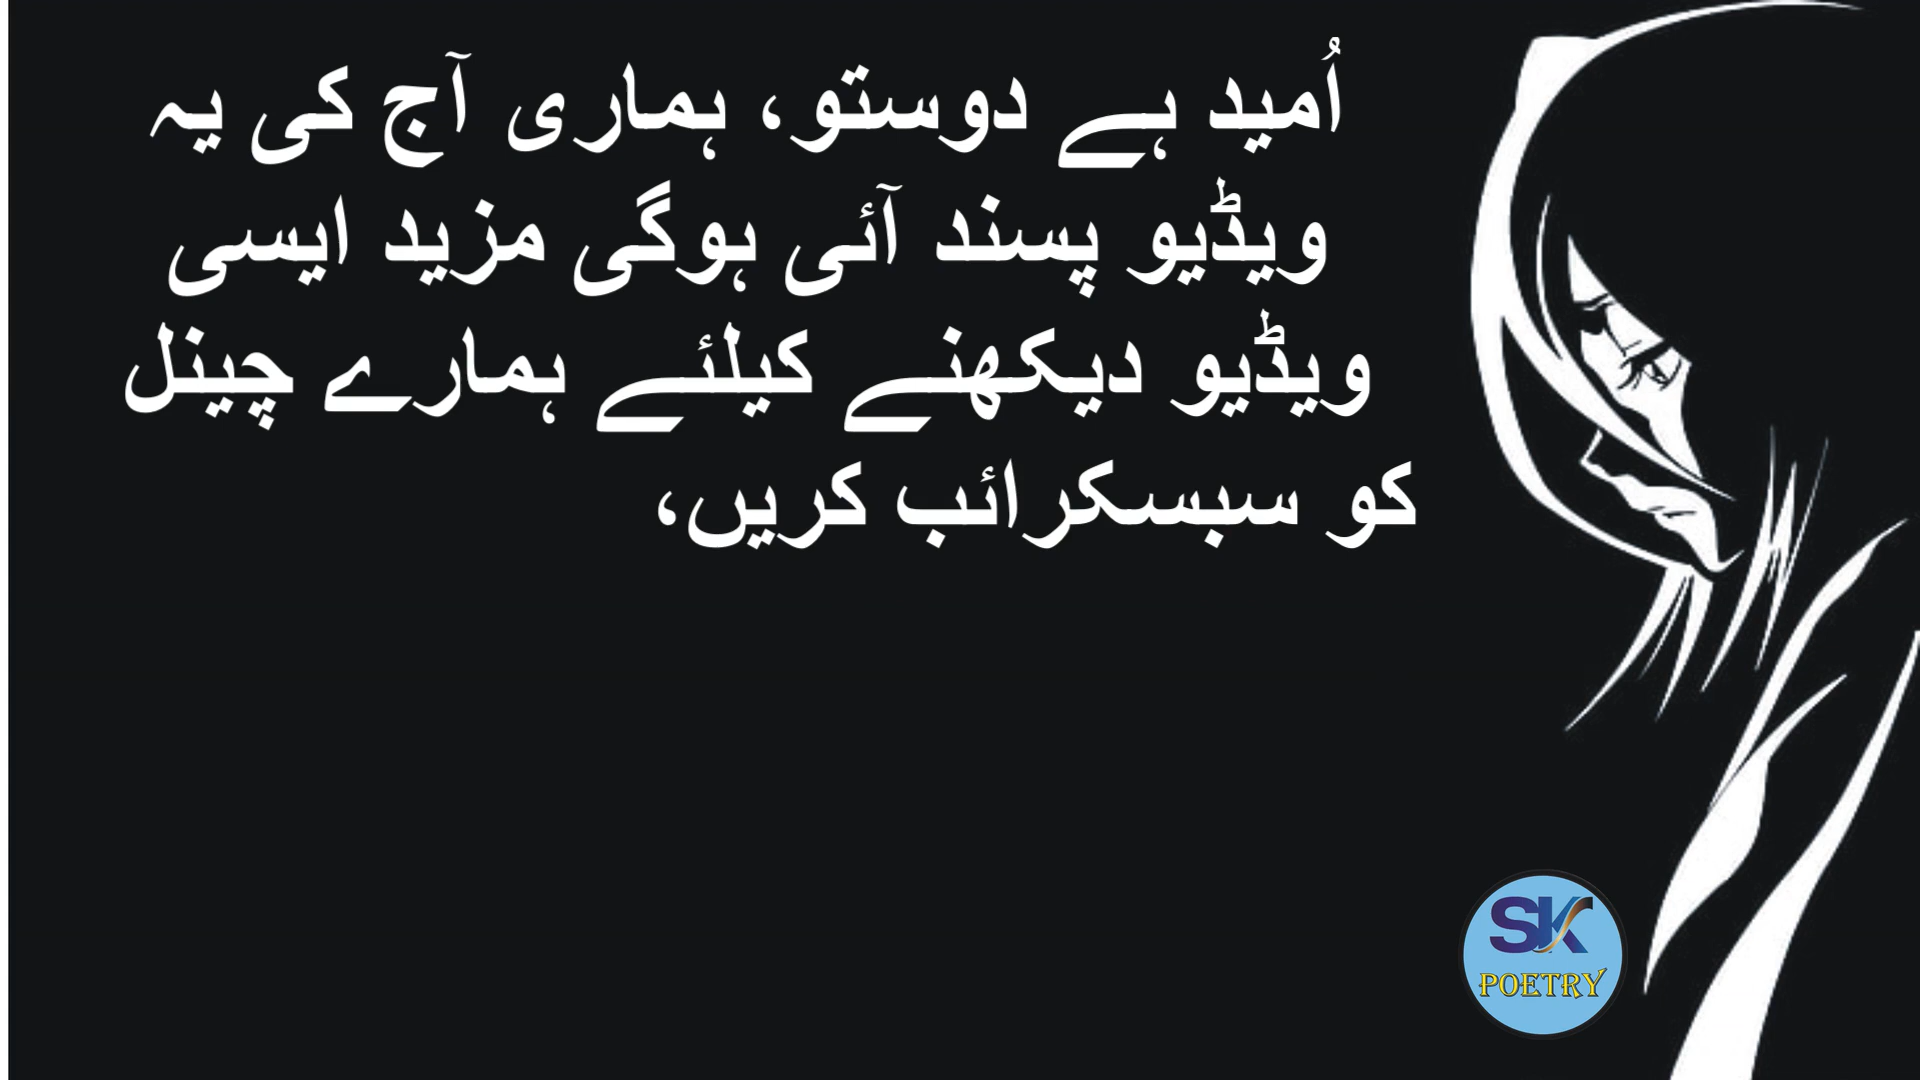 اُمید ہے دوستو، ہماری آج کی یہ
ویڈیو پسند آئی ہوگی مزید ایسی
ویڈیو دیکھنے کیلئے ہمارے چینل
کو سبسکرائب کریں،
SK
POETRY